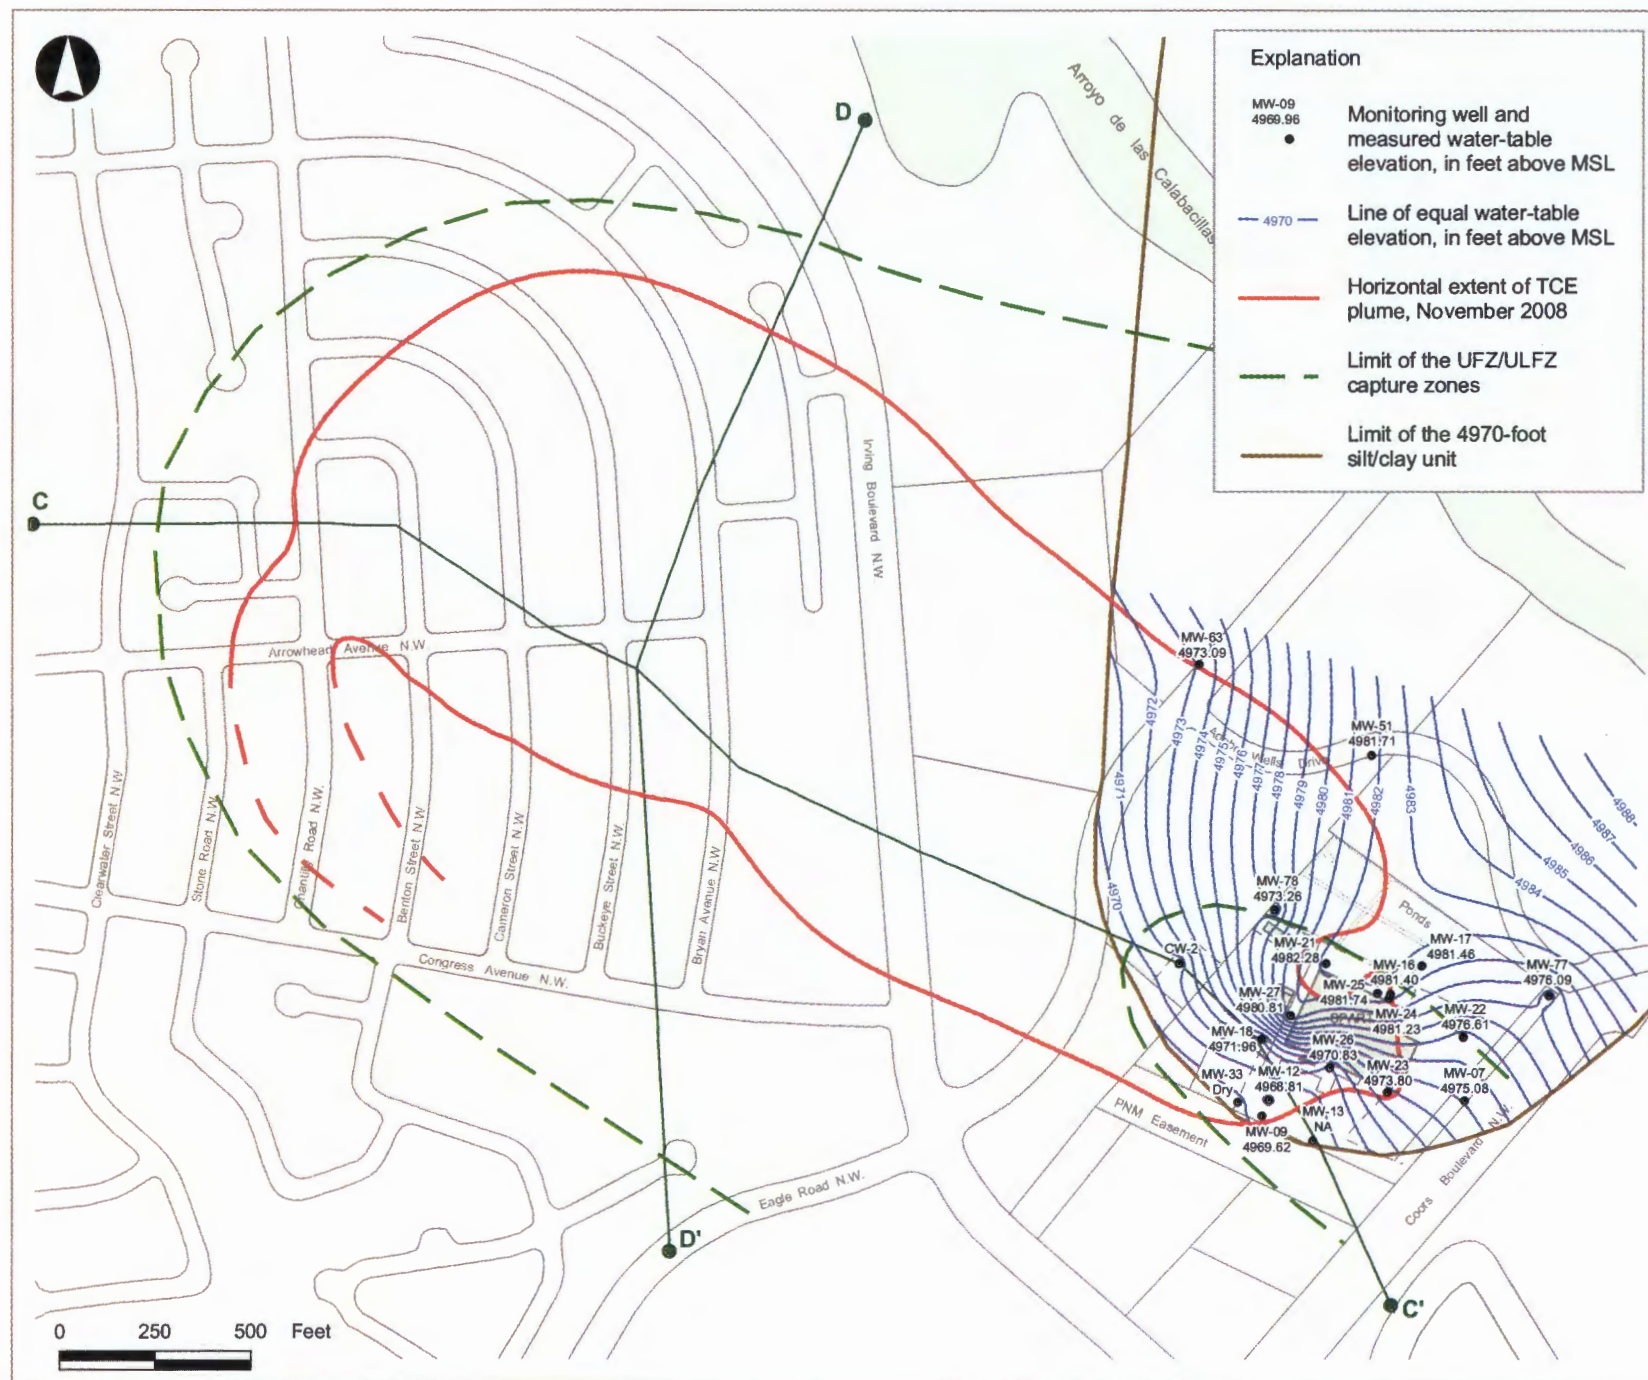 Explanation
MW-09
4969.96
Monitoring well and
measured water-table
elevation, in feet above MSL
4970
Line of equal water-table
elevation, in feet above MSL
Horizontal extent of TCE
plume, November 2008
Limit of the UFZ/ULFZ
capture zones
Limit of the 4970-foot
silt/clay unit
D
Arroyo de las Calabacillas
C
Irving Boulevard N.W.
Arrowhead Avenue N.W.
MW-63
4973.09
MW-51
4981.71
Wells Drive
4971
4972
4973
4974
4975
4976
4977
4978
4979
4980
4981
4982
4983
4984
4985
4986
4987
4988
4970
Clearwater Street N.W.
Stone Road N.W.
Chantilly Road N.W.
Benton Street N.W.
Cameron Street N.W.
Buckeye Street N.W.
Bryan Avenue N.W.
Congress Avenue N.W.
MW-78
4973.26
Ponds
CW-2
MW-21
4982.28
MW-17
4981.46
MW-16
4981.40
MW-77
4976.09
MW-25
4981.74
MW-27
4980.81
MW-24
4981.23
MW-22
4976.61
MW-18
4971.96
MW-26
4970.83
MW-33
Dry
MW-12
4968.81
MW-23
4973.80
MW-07
4975.08
MW-13
NA
MW-09
4969.62
PNM Easement
Coors Boulevard N.W.
Eagle Road N.W.
D'
C'
0 250 500 Feet